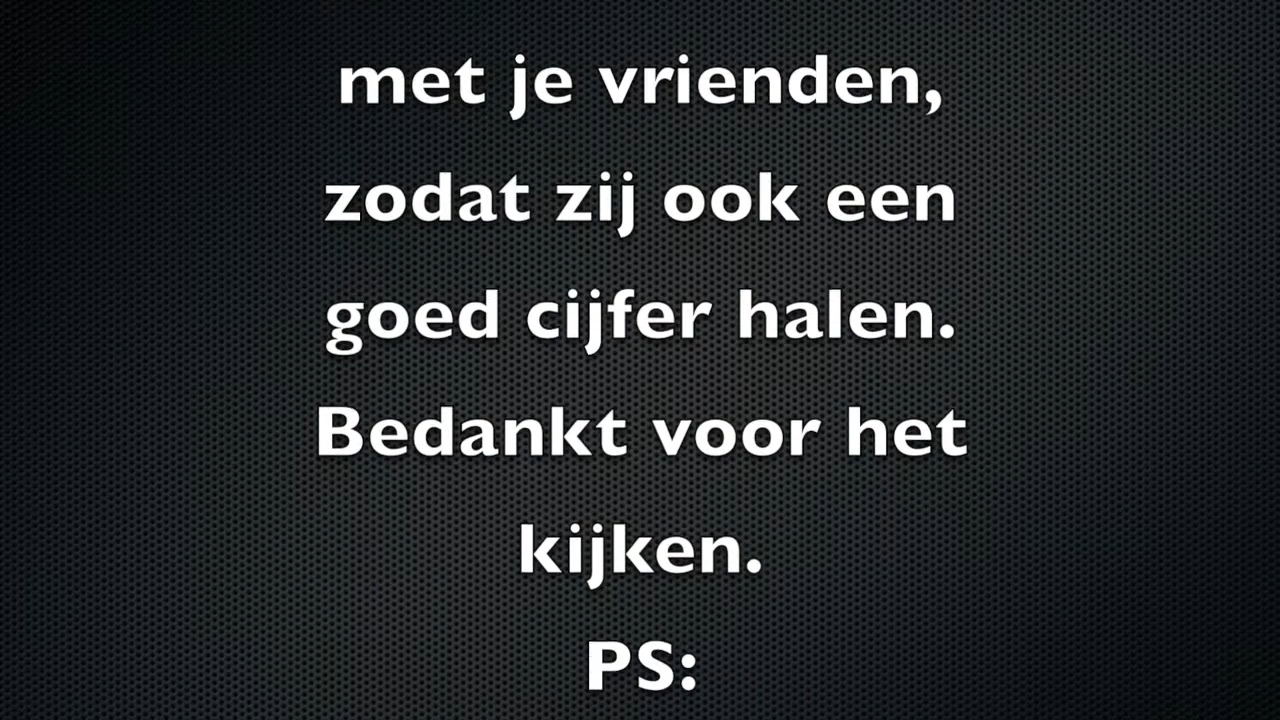 met je vrienden,
zodat zij ook een
goed cijfer halen.
Bedankt voor het
kijken.
PS: